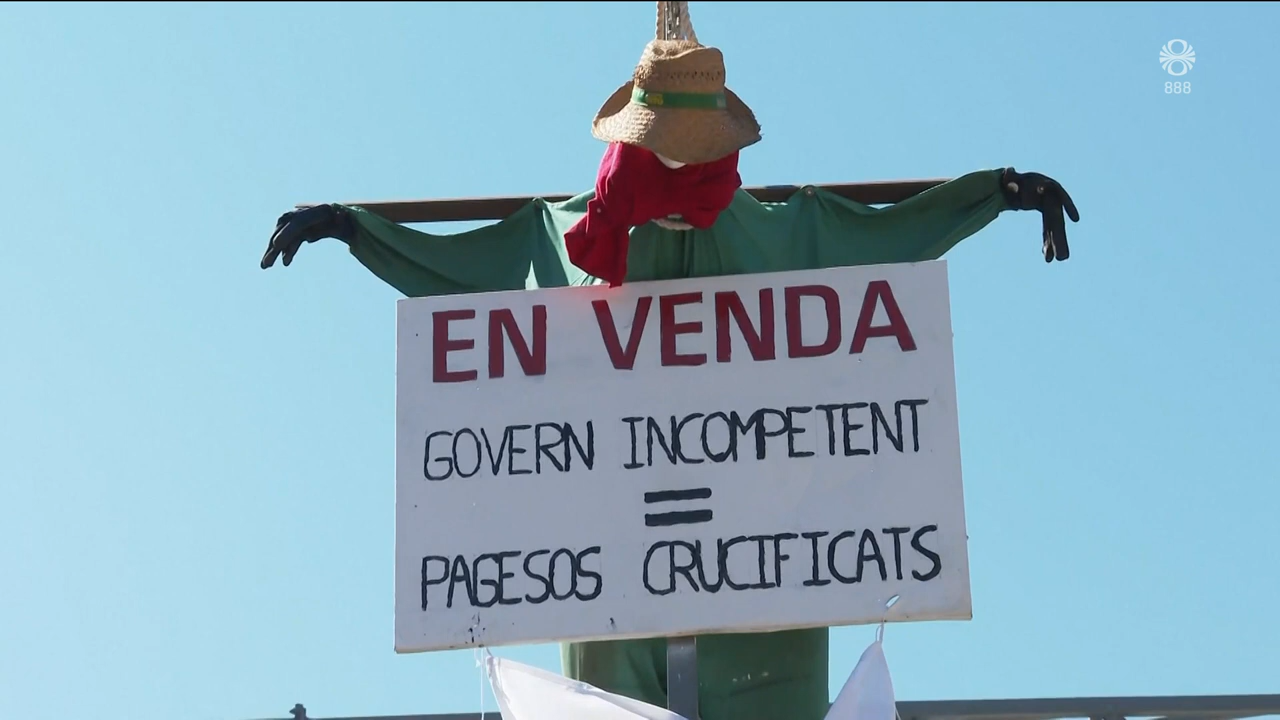 888
EN VENDA
GOVERN INCOMPETENT
=
PAGESOS CRUCIFICATS